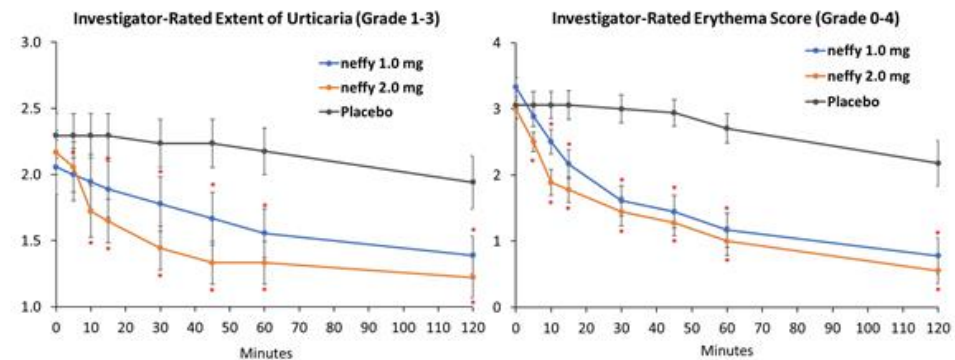 Investigator-Rated Extent of Urticaria (Grade 1-3)
3.0
2.5
2.0
1.5
1.0
neffy 1.0 mg
neffy 2.0 mg
Placebo
0 10 20 30 40 50 60 70 80 90 100 110 120
Minutes
Investigator-Rated Erythema Score (Grade 0-4)
4
3
2
1
0
neffy 1.0 mg
neffy 2.0 mg
Placebo
0 10 20 30 40 50 60 70 80 90 100 110 120
Minutes